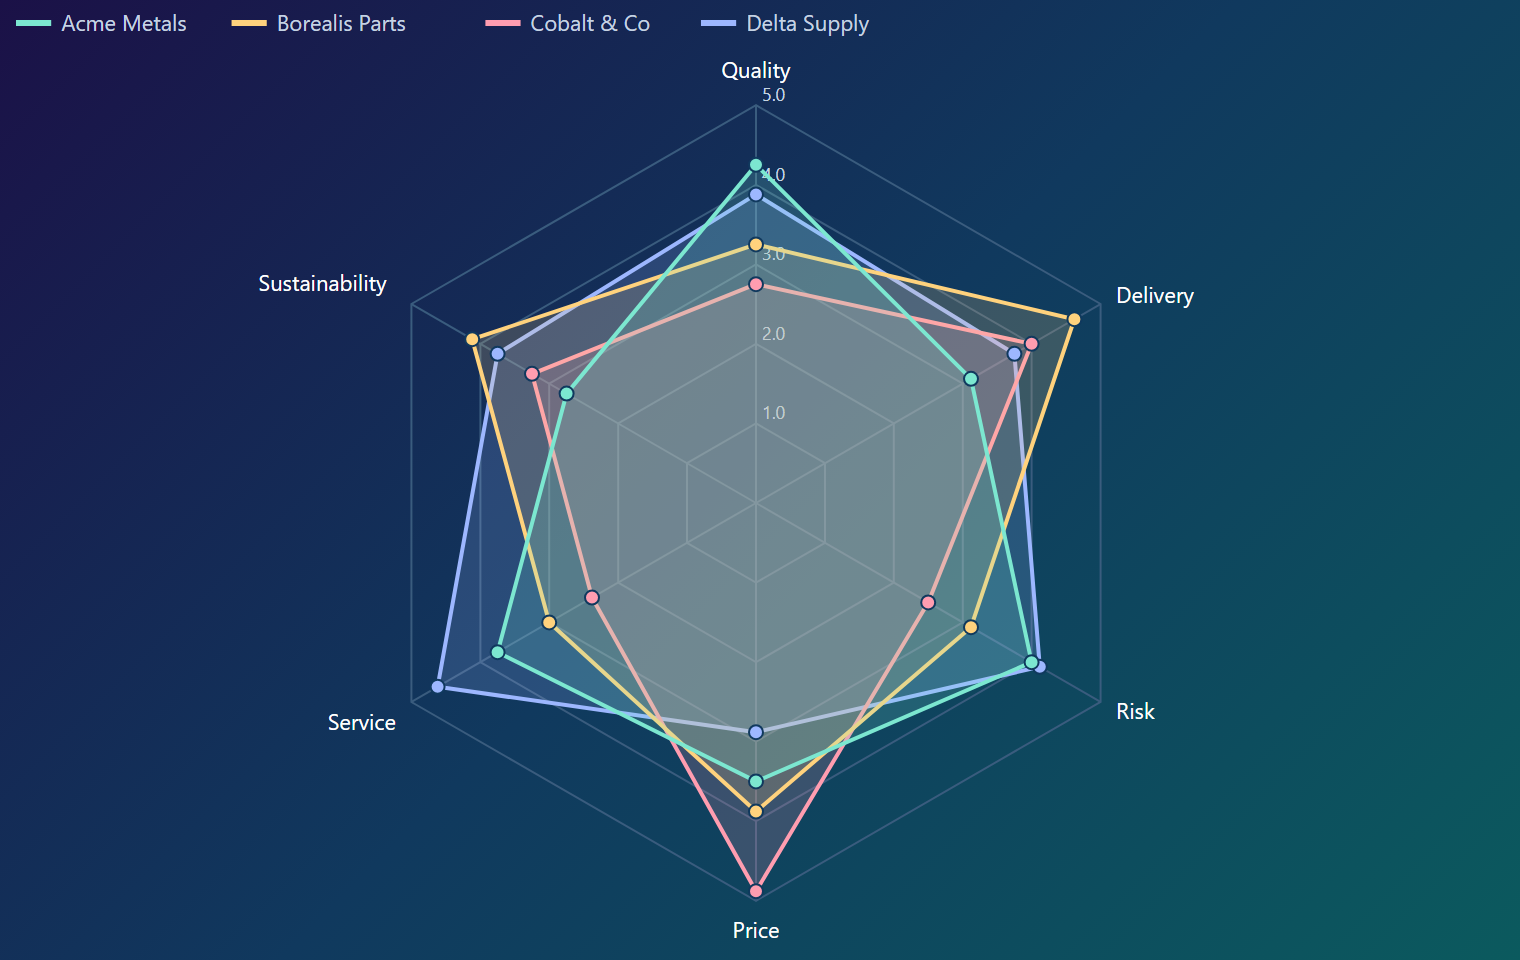 Acme Metals
Borealis Parts
Cobalt & Co
Delta Supply
Quality
5.0
4.0
3.0
2.0
1.0
Sustainability
Delivery
Service
Risk
Price